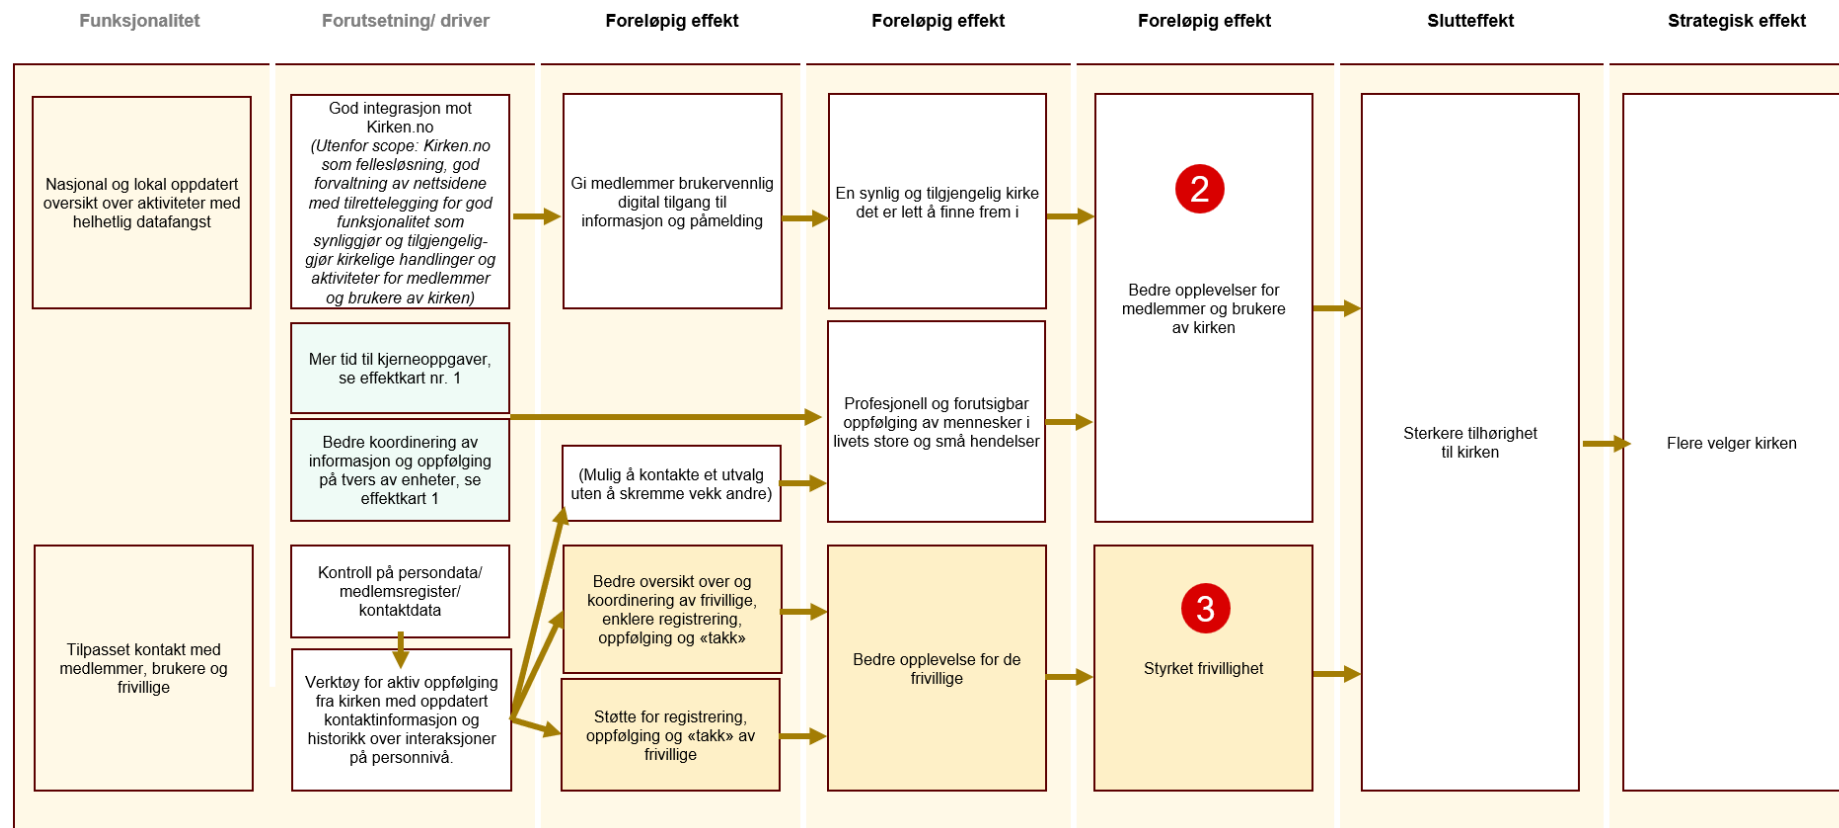 Funksjonalitet
Forutsetning/ driver
Foreløpig effekt
Foreløpig effekt
Foreløpig effekt
Slutteffekt
Strategisk effekt
Nasjonal og lokal oppdatert
oversikt over aktiviteter med
helhetlig datafangst
God integrasjon mot
Kirken.no
(Utenfor scope: Kirken.no
som fellesløsning, god
forvaltning av nettsidene
med tilrettelegging for god
funksjonalitet som
synliggjør og tilgjengelig-
gjør kirkelige handlinger og
aktiviteter for medlemmer
og brukere av kirken)
Gi medlemmer brukervennlig
digital tilgang til
informasjon og påmelding
En synlig og tilgjengelig kirke
det er lett å finne frem i
2
Bedre opplevelser for
medlemmer og brukere
av kirken
Mer tid til kjerneoppgaver,
se effektkart nr. 1
Bedre koordinering av
informasjon og oppfølging
på tvers av enheter, se
effektkart 1
(Mulig å kontakte et utvalg
uten å skremme vekk andre)
Profesjonell og forutsigbar
oppfølging av mennesker i
livets store og små hendelser
Sterkere tilhørighet
til kirken
Flere velger kirken
Tilpasset kontakt med
medlemmer, brukere og
frivillige
Kontroll på persondata/
medlemsregister/
kontaktdata
Verktøy for aktiv oppfølging
fra kirken med oppdatert
kontaktinformasjon og
historikk over interaksjoner
på personnivå.
Bedre oversikt over og
koordinering av frivillige,
enklere registrering,
oppfølging og «takk»
Støtte for registrering,
oppfølging og «takk» av
frivillige
Bedre opplevelse for de
frivillige
3
Styrket frivillighet